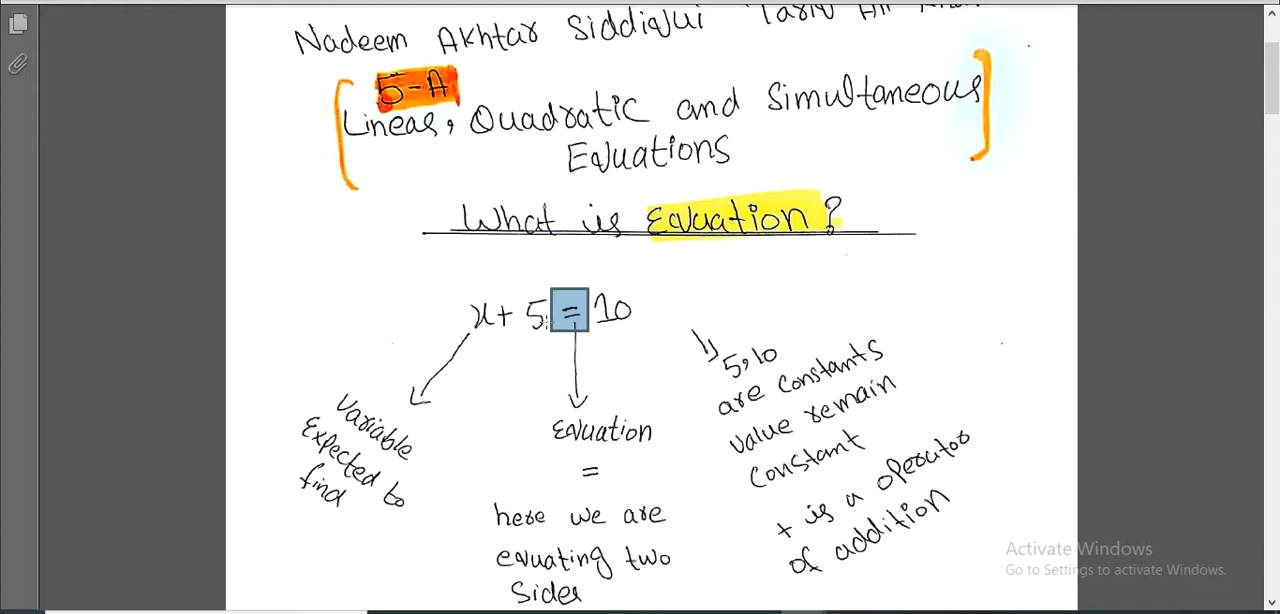 Nadeem Akhtar Siddiqui
5-A
Linear, Quadratic and Simultaneous
Equations
What is Equation?
x + 5 = 10
Variable
Expected to
find
Equation
=
here we are
equating two
Sides
5, 10
are constants
value remain
constant
+ is a operator
of addition
Activate Windows
Go to Settings to activate Windows.